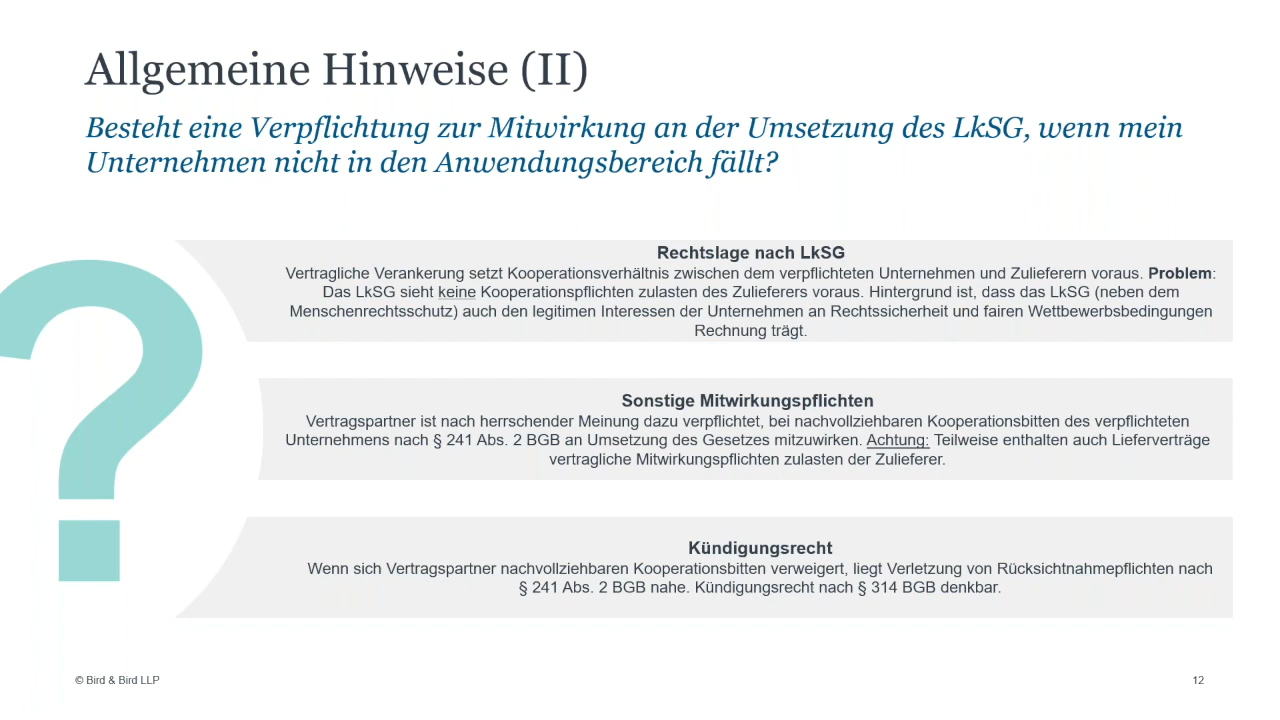 Allgemeine Hinweise (II)
Besteht eine Verpflichtung zur Mitwirkung an der Umsetzung des LkSG, wenn mein
Unternehmen nicht in den Anwendungsbereich fällt?
?
Rechtslage nach LkSG
Vertragliche Verankerung setzt Kooperationsverhältnis zwischen dem verpflichteten Unternehmen und Zulieferern voraus. Problem:
Das LkSG sieht keine Kooperationspflichten zulasten des Zulieferers voraus. Hintergrund ist, dass das LkSG (neben dem
Menschenrechtsschutz) auch den legitimen Interessen der Unternehmen an Rechtssicherheit und fairen Wettbewerbsbedingungen
Rechnung trägt.
Sonstige Mitwirkungspflichten
Vertragspartner ist nach herrschender Meinung dazu verpflichtet, bei nachvollziehbaren Kooperationsbitten des verpflichteten
Unternehmens nach § 241 Abs. 2 BGB an Umsetzung des Gesetzes mitzuwirken. Achtung: Teilweise enthalten auch Lieferverträge
vertragliche Mitwirkungspflichten zulasten der Zulieferer.
Kündigungsrecht
Wenn sich Vertragspartner nachvollziehbaren Kooperationsbitten verweigert, liegt Verletzung von Rücksichtnahmepflichten nach
§ 241 Abs. 2 BGB nahe. Kündigungsrecht nach § 314 BGB denkbar.
© Bird & Bird LLP
12